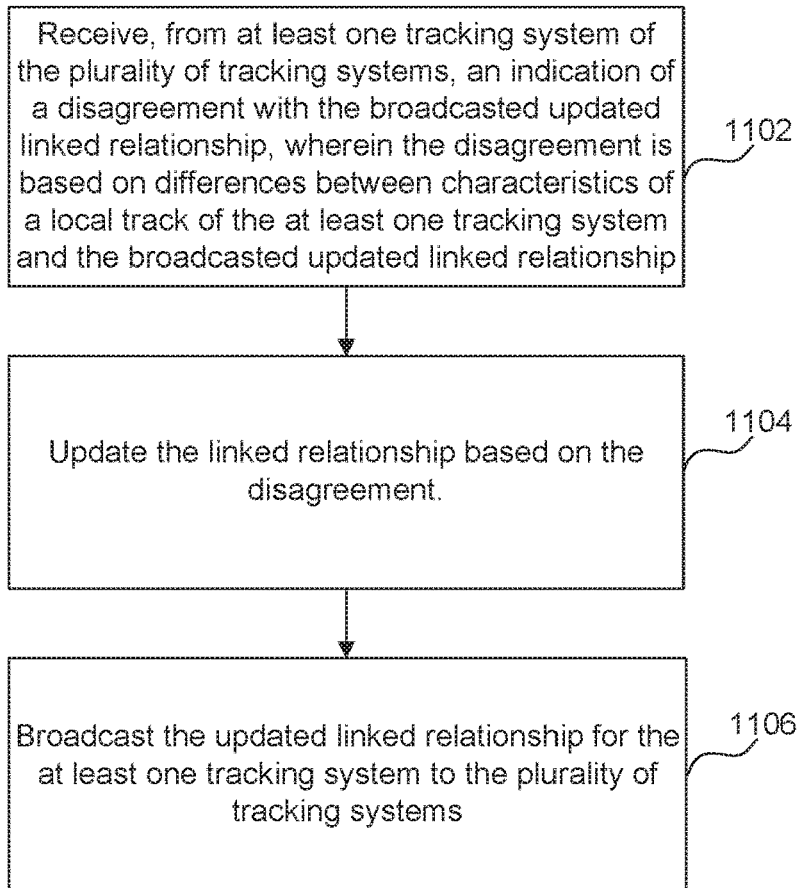 Receive, from at least one tracking system of
the plurality of tracking systems, an indication of
a disagreement with the broadcasted updated
linked relationship, wherein the disagreement is
based on differences between characteristics of
a local track of the at least one tracking system
and the broadcasted updated linked relationship
1102
Update the linked relationship based on the
disagreement.
1104
Broadcast the updated linked relationship for the
at least one tracking system to the plurality of
tracking systems
1106